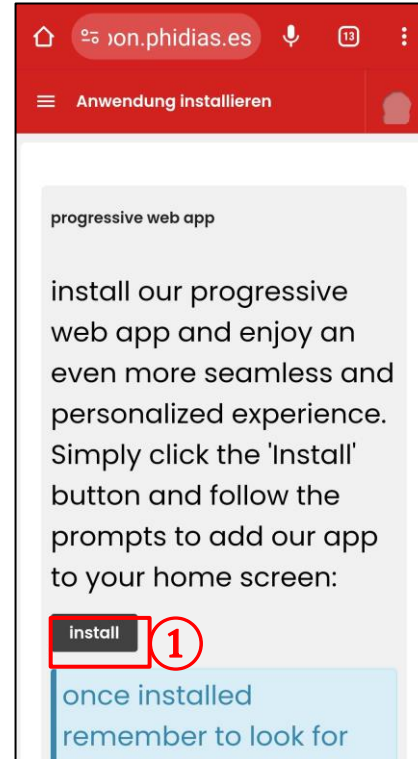 on.phidias.es
13
Anwendung installieren
progressive web app
install our progressive
web app and enjoy an
even more seamless and
personalized experience.
Simply click the 'Install'
button and follow the
prompts to add our app
to your home screen:
install
1
once installed
remember to look for